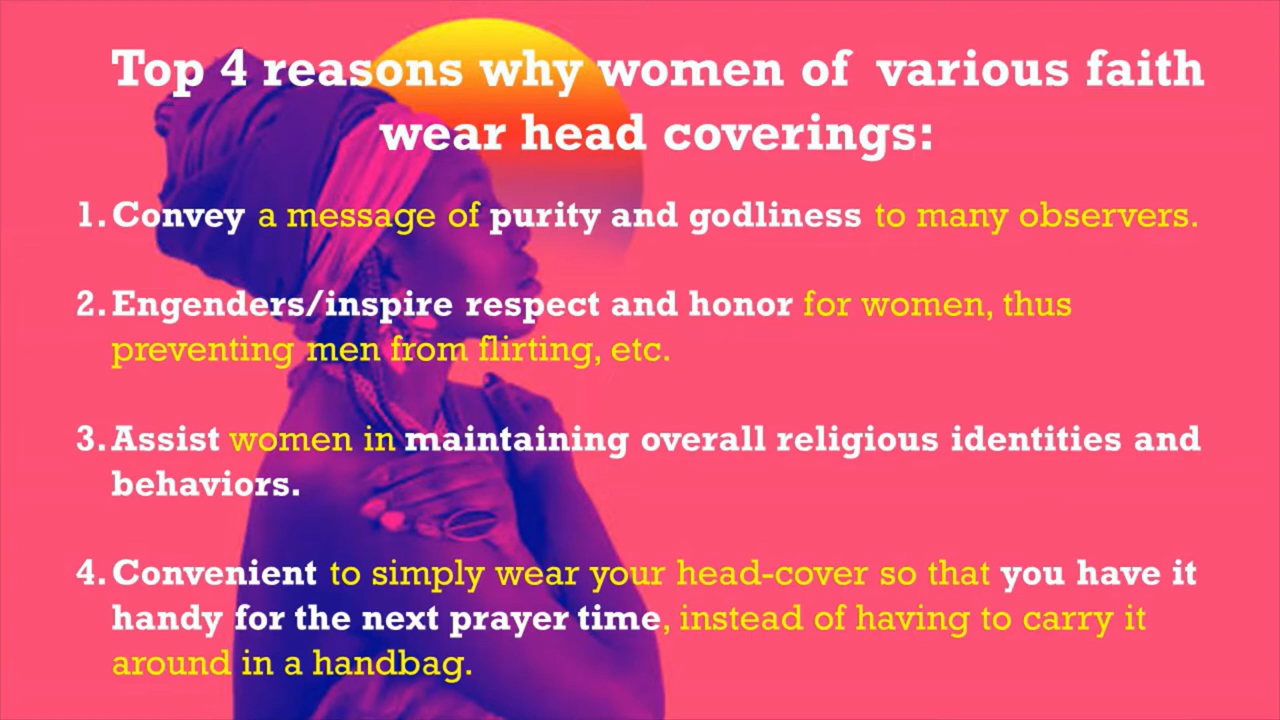 Top 4 reasons why women of various faith
wear head coverings:
1. Convey a message of purity and godliness to many observers.
2. Engenders/inspire respect and honor for women, thus
preventing men from flirting, etc.
3. Assist women in maintaining overall religious identities and
behaviors.
4. Convenient to simply wear your head-cover so that you have it
handy for the next prayer time, instead of having to carry it
around in a handbag.